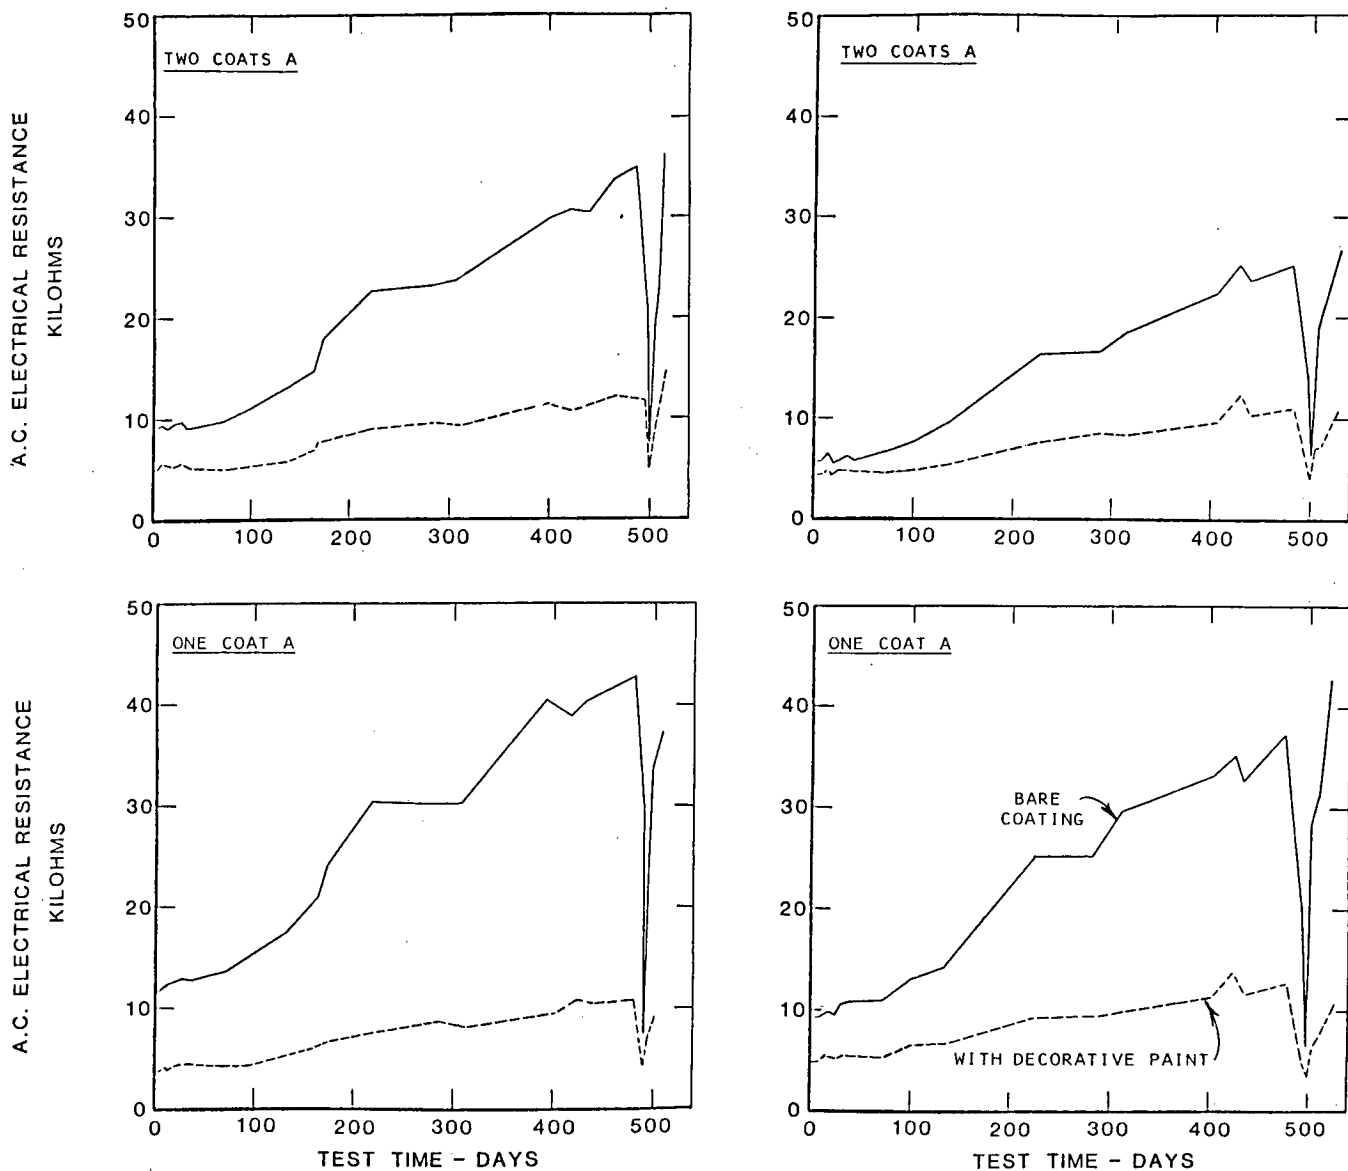 50
50
TWO COATS A
TWO COATS A
40
40
30
30
20
20
10
10
0
0
0 100 200 300 400 500
0 100 200 300 400 500
A.C. ELECTRICAL RESISTANCE
KILOHMS
50
50
ONE COAT A
ONE COAT A
40
40
30
30
BARE
COATING
20
20
10
10
WITH DECORATIVE PAINT
0
0
0 100 200 300 400 500
0 100 200 300 400 500
A.C. ELECTRICAL RESISTANCE
KILOHMS
TEST TIME – DAYS
TEST TIME – DAYS